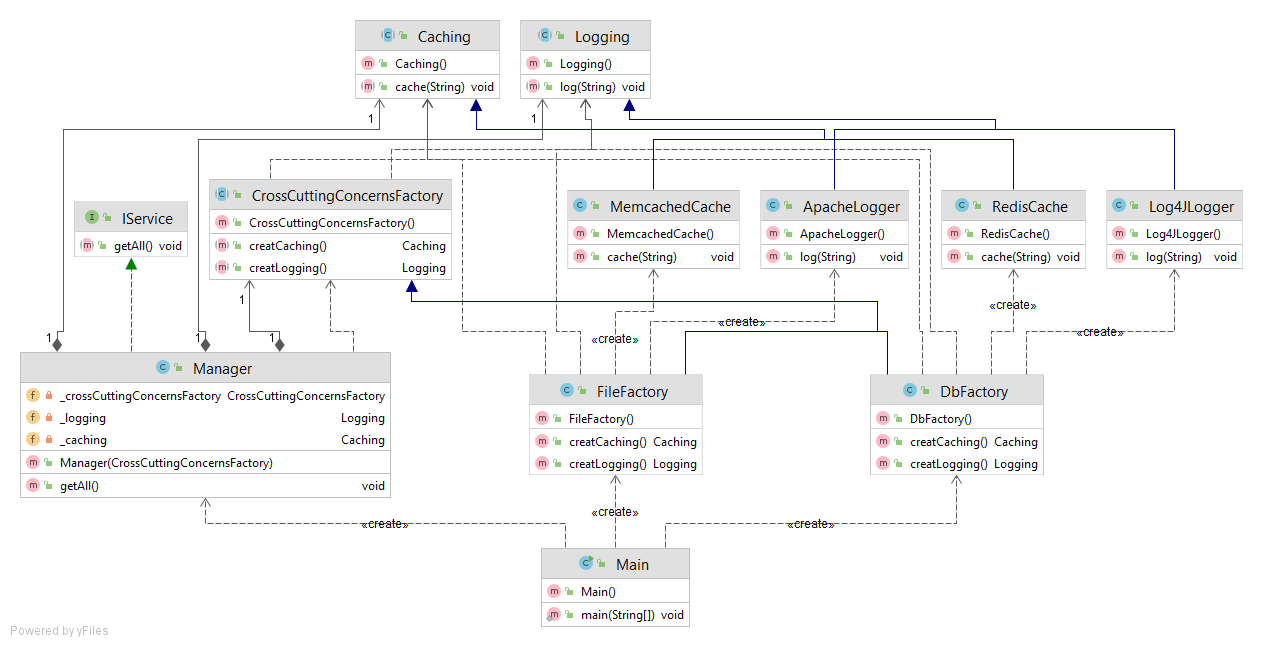 Caching
Caching()
cache(String) void
Logging
Logging()
log(String) void
1
1
IService
getAll() void
CrossCuttingConcernsFactory
CrossCuttingConcernsFactory()
creatCaching() Caching
creatLogging() Logging
MemcachedCache
MemcachedCache()
cache(String) void
ApacheLogger
ApacheLogger()
log(String) void
RedisCache
RedisCache()
cache(String) void
Log4JLogger
Log4JLogger()
log(String) void
1
1
1
1
«create»
«create»
«create»
«create»
Manager
_crossCuttingConcernsFactory CrossCuttingConcernsFactory
_logging Logging
_caching Caching
Manager(CrossCuttingConcernsFactory)
getAll() void
FileFactory
FileFactory()
creatCaching() Caching
creatLogging() Logging
DbFactory
DbFactory()
creatCaching() Caching
creatLogging() Logging
«create»
«create»
«create»
Main
Main()
main(String[]) void
Powered by yFiles